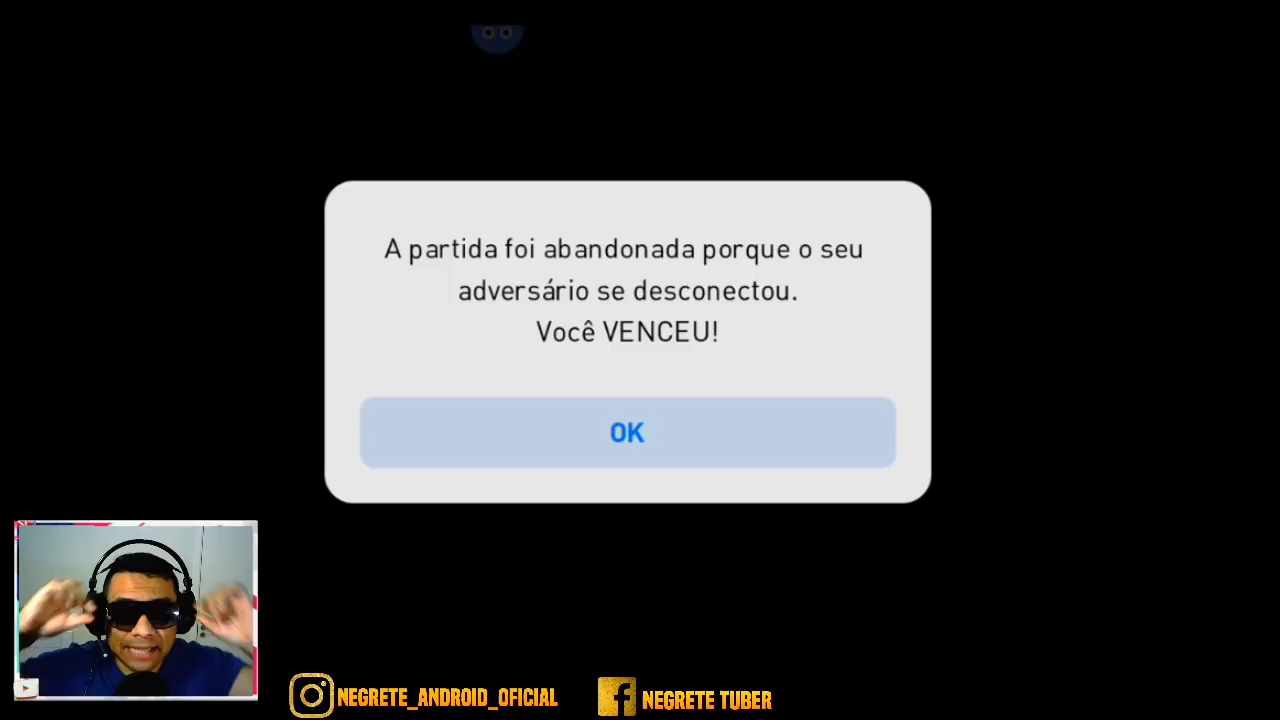 A partida foi abandonada porque o seu
adversário se desconectou.
Você VENCEU!
OK
NEGRETE_ANDROID_OFICIAL
NEGRETE TUBER